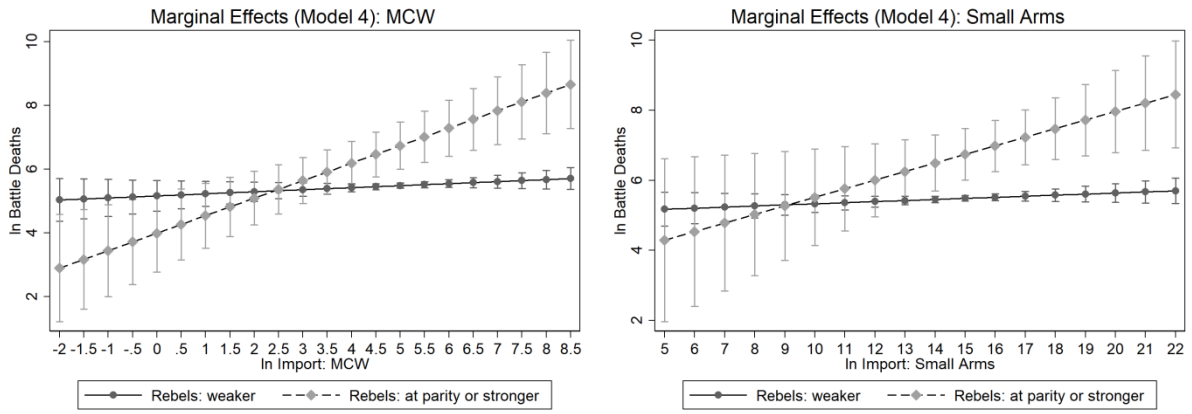 Marginal Effects (Model 4): MCW
ln Battle Deaths
10
8
6
4
2
-2 -1.5 -1 -.5 0 .5 1 1.5 2 2.5 3 3.5 4 4.5 5 5.5 6 6.5 7 7.5 8 8.5
ln Import: MCW
Rebels: weaker Rebels: at parity or stronger
Marginal Effects (Model 4): Small Arms
ln Battle Deaths
10
8
6
4
2
5 6 7 8 9 10 11 12 13 14 15 16 17 18 19 20 21 22
ln Import: Small Arms
Rebels: weaker Rebels: at parity or stronger